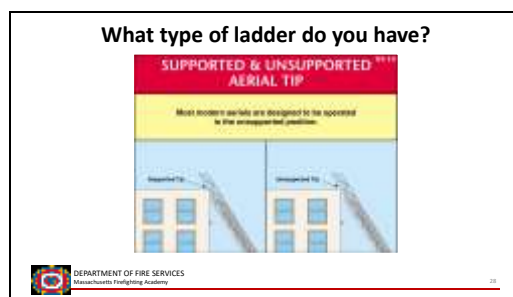 What type of ladder do you have?
SUPPORTED & UNSUPPORTED
AERIAL TIP
Most modern aerials are designed to be operated
in the unsupported position.
Supported Tip
Unsupported Tip
DEPARTMENT OF FIRE SERVICES
Massachusetts Firefighting Academy
28